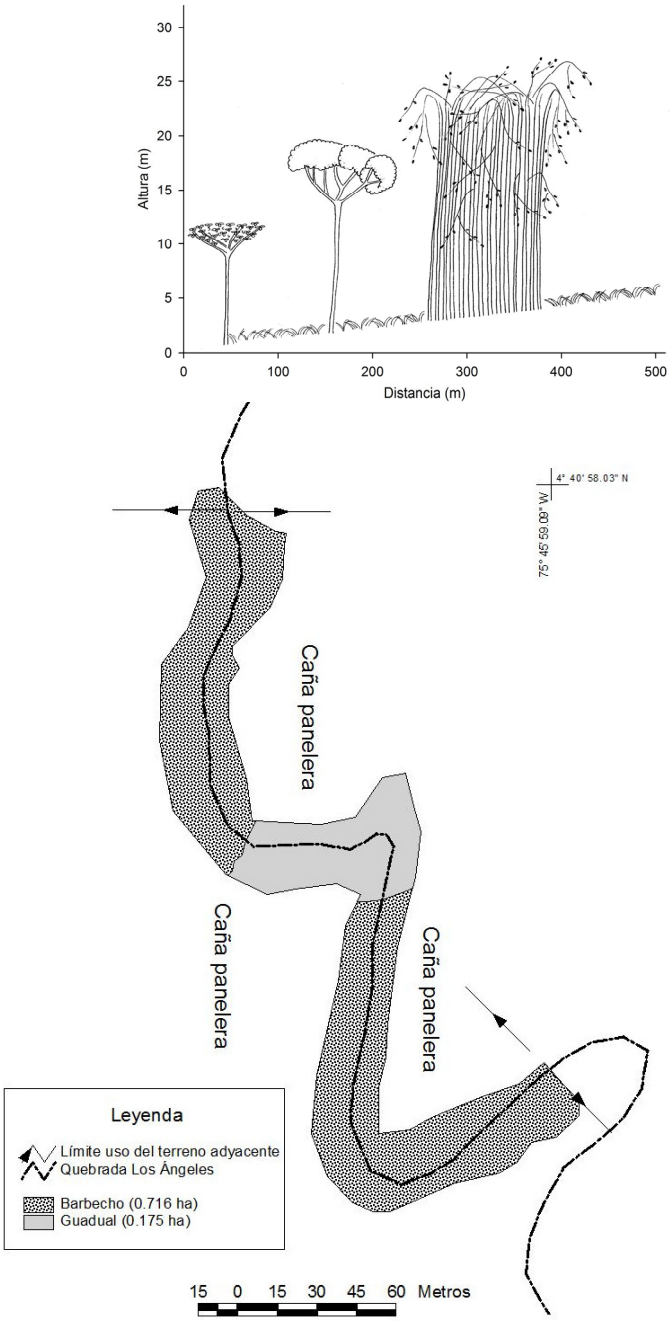 30
25
20
15
10
5
0
Altura (m)
0 100 200 300 400 500
Distancia (m)
4° 40' 58.03" N
75° 45' 59.09" W
Caña panelera
Caña panelera
Caña panelera
Leyenda
Límite uso del terreno adyacente
Quebrada Los Ángeles
Barbecho (0.716 ha)
Guadual (0.175 ha)
15 0 15 30 45 60 Metros